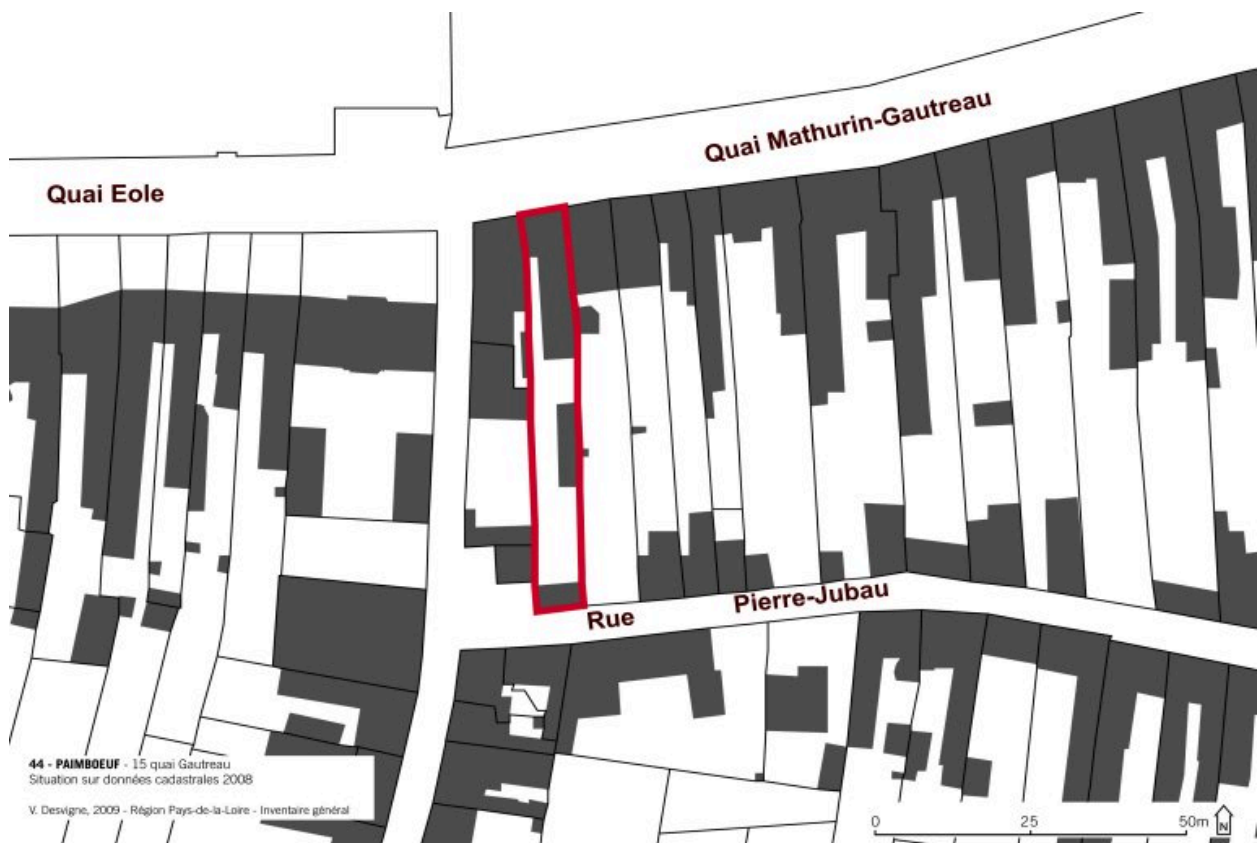 Quai Mathurin-Gautreau
Quai Eole
Rue Pierre-Jubau
44 - PAIMBOEUF - 15 quai Gautreau
Situation sur données cadastrales 2008
V. Desvigne, 2009 - Région Pays-de-la-Loire - Inventaire général
0 25 50m
N